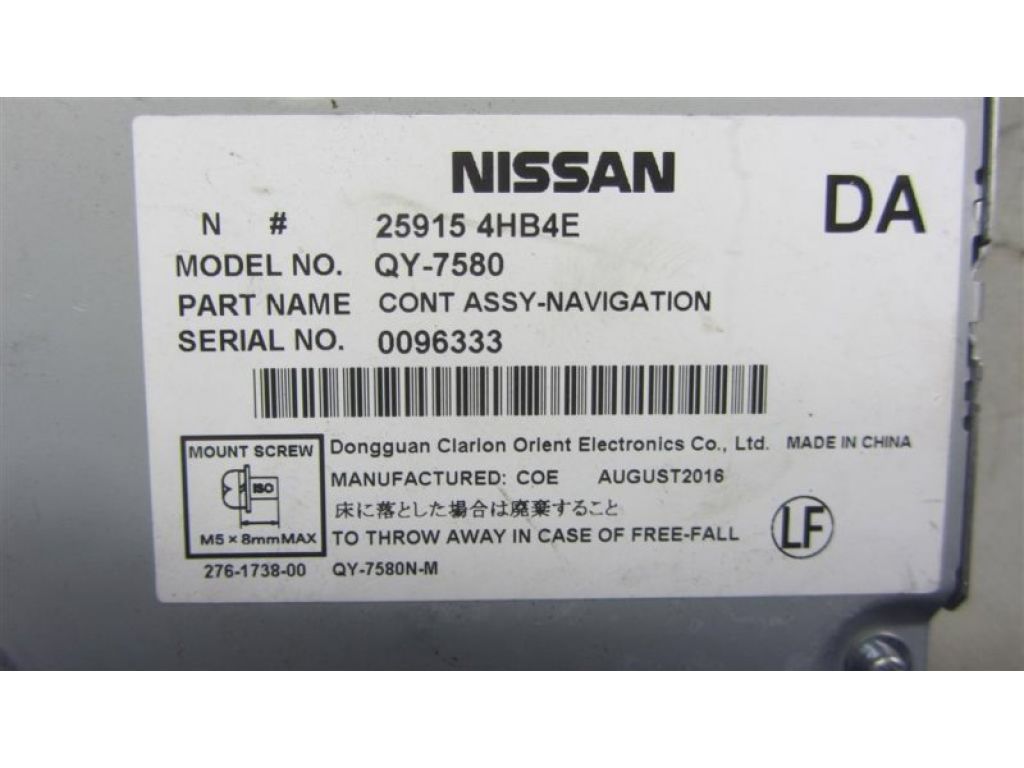 NISSAN
DA
N # 25915 4HB4E
MODEL NO. QY-7580
PART NAME CONT ASSY-NAVIGATION
SERIAL NO. 0096333
MOUNT SCREW
ISO
M5 × 8mm MAX
Dongguan Clarion Orient Electronics Co., Ltd. MADE IN CHINA
MANUFACTURED: COE AUGUST2016
床に落とした場合は廃棄すること
TO THROW AWAY IN CASE OF FREE-FALL
LF
276-1738-00 QY-7580N-M